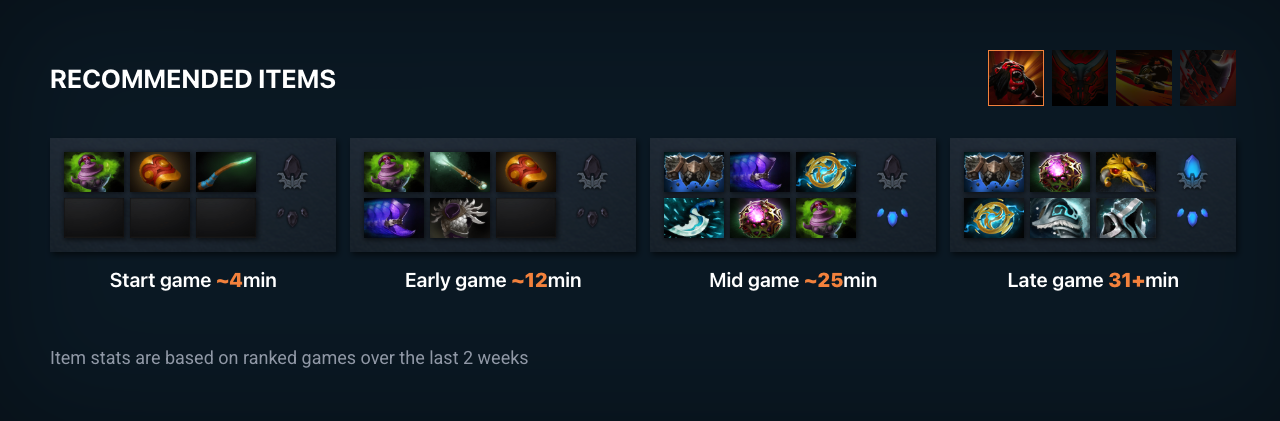 RECOMMENDED ITEMS
Start game ~4min
Early game ~12min
Mid game ~25min
Late game 31+min
Item stats are based on ranked games over the last 2 weeks